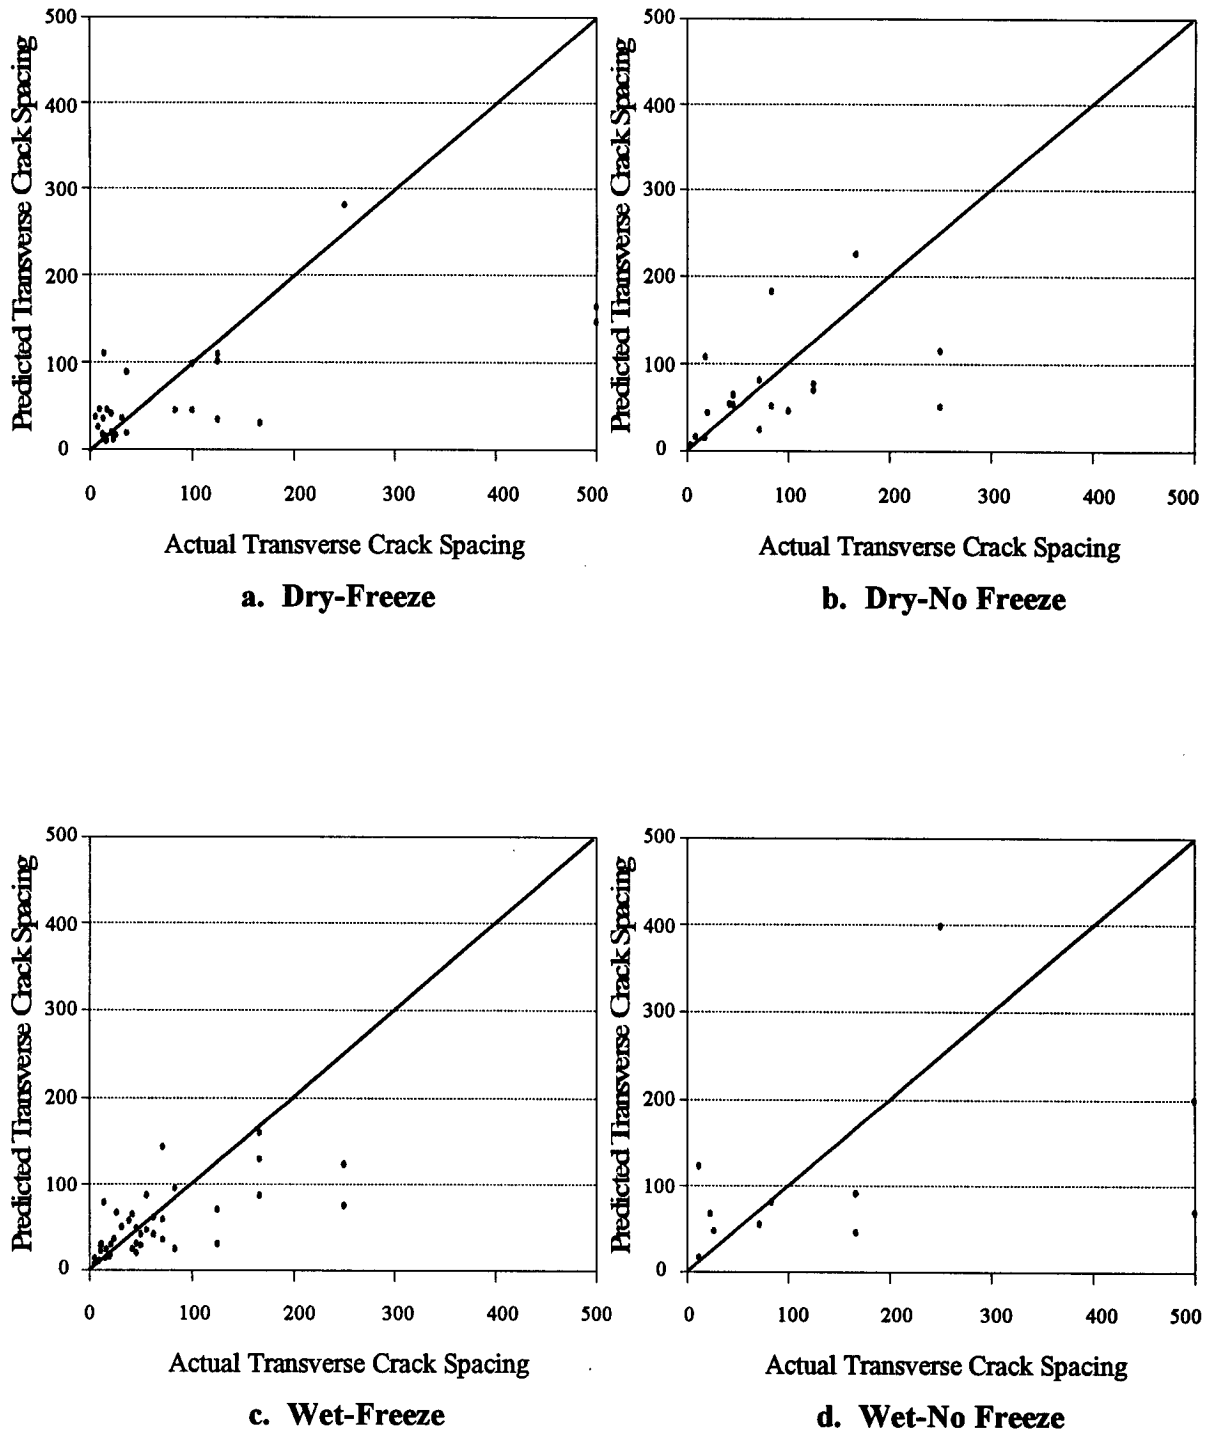 Predicted Transverse Crack Spacing
500
400
300
200
100
0
0 100 200 300 400 500
Actual Transverse Crack Spacing
a. Dry-Freeze
Predicted Transverse Crack Spacing
500
400
300
200
100
0
0 100 200 300 400 500
Actual Transverse Crack Spacing
b. Dry-No Freeze
Predicted Transverse Crack Spacing
500
400
300
200
100
0
0 100 200 300 400 500
Actual Transverse Crack Spacing
c. Wet-Freeze
Predicted Transverse Crack Spacing
500
400
300
200
100
0
0 100 200 300 400 500
Actual Transverse Crack Spacing
d. Wet-No Freeze